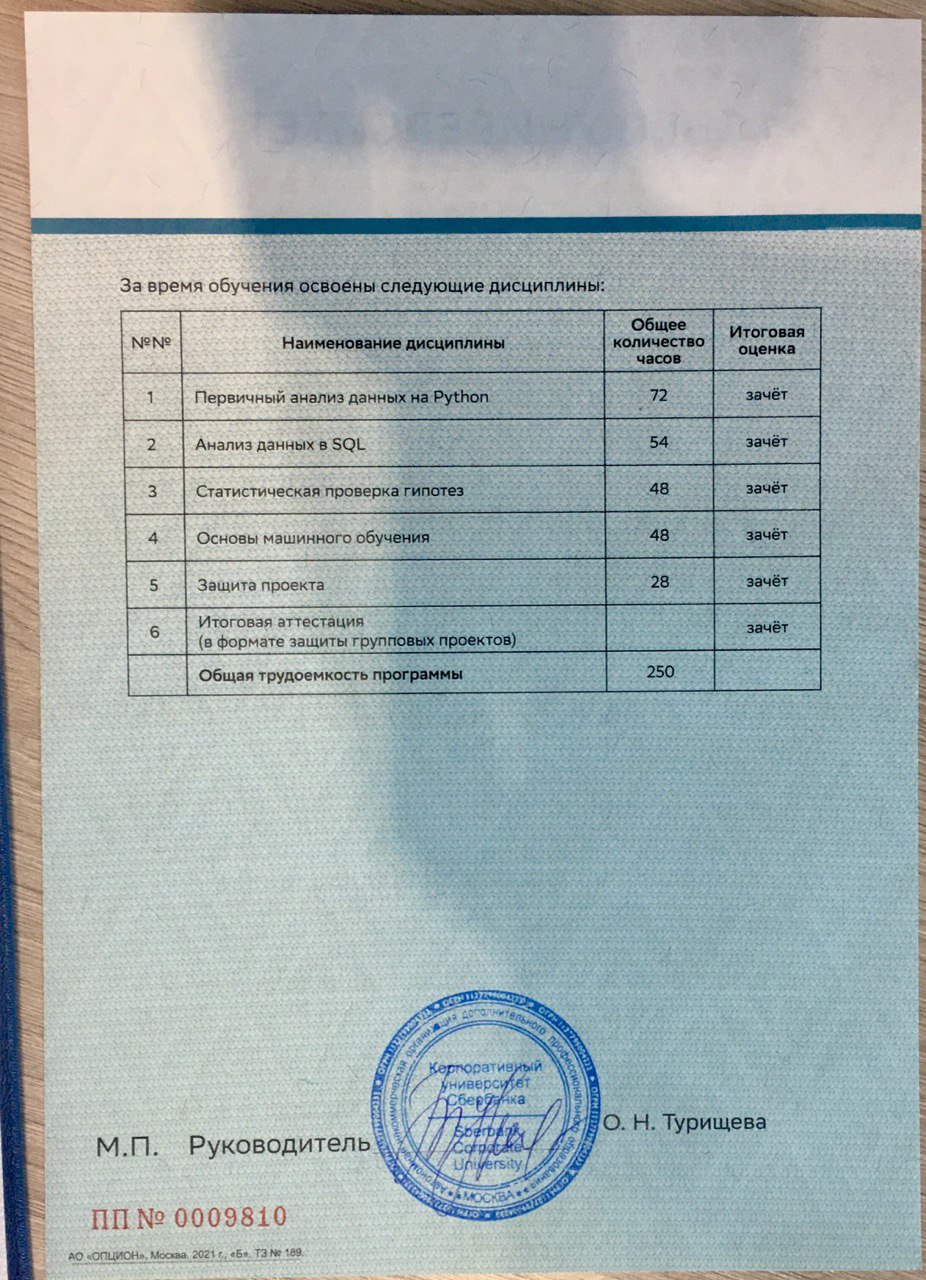 За время обучения освоены следующие дисциплины:
№№ Наименование дисциплины Общее количество часов Итоговая оценка
1 Первичный анализ данных на Python 72 зачёт
2 Анализ данных в SQL 54 зачёт
3 Статистическая проверка гипотез 48 зачёт
4 Основы машинного обучения 48 зачёт
5 Защита проекта 28 зачёт
6 Итоговая аттестация зачёт
(в формате защиты групповых проектов)
Общая трудоемкость программы 250
Корпоративный
университет
Сбербанка
Sberbank
Corporate
University
МОСКВА
М.П. Руководитель О. Н. Турищева
ПП № 0009810
АО «ОПЦИОН», Москва, 2021 г., «Б». ТЗ № 189.